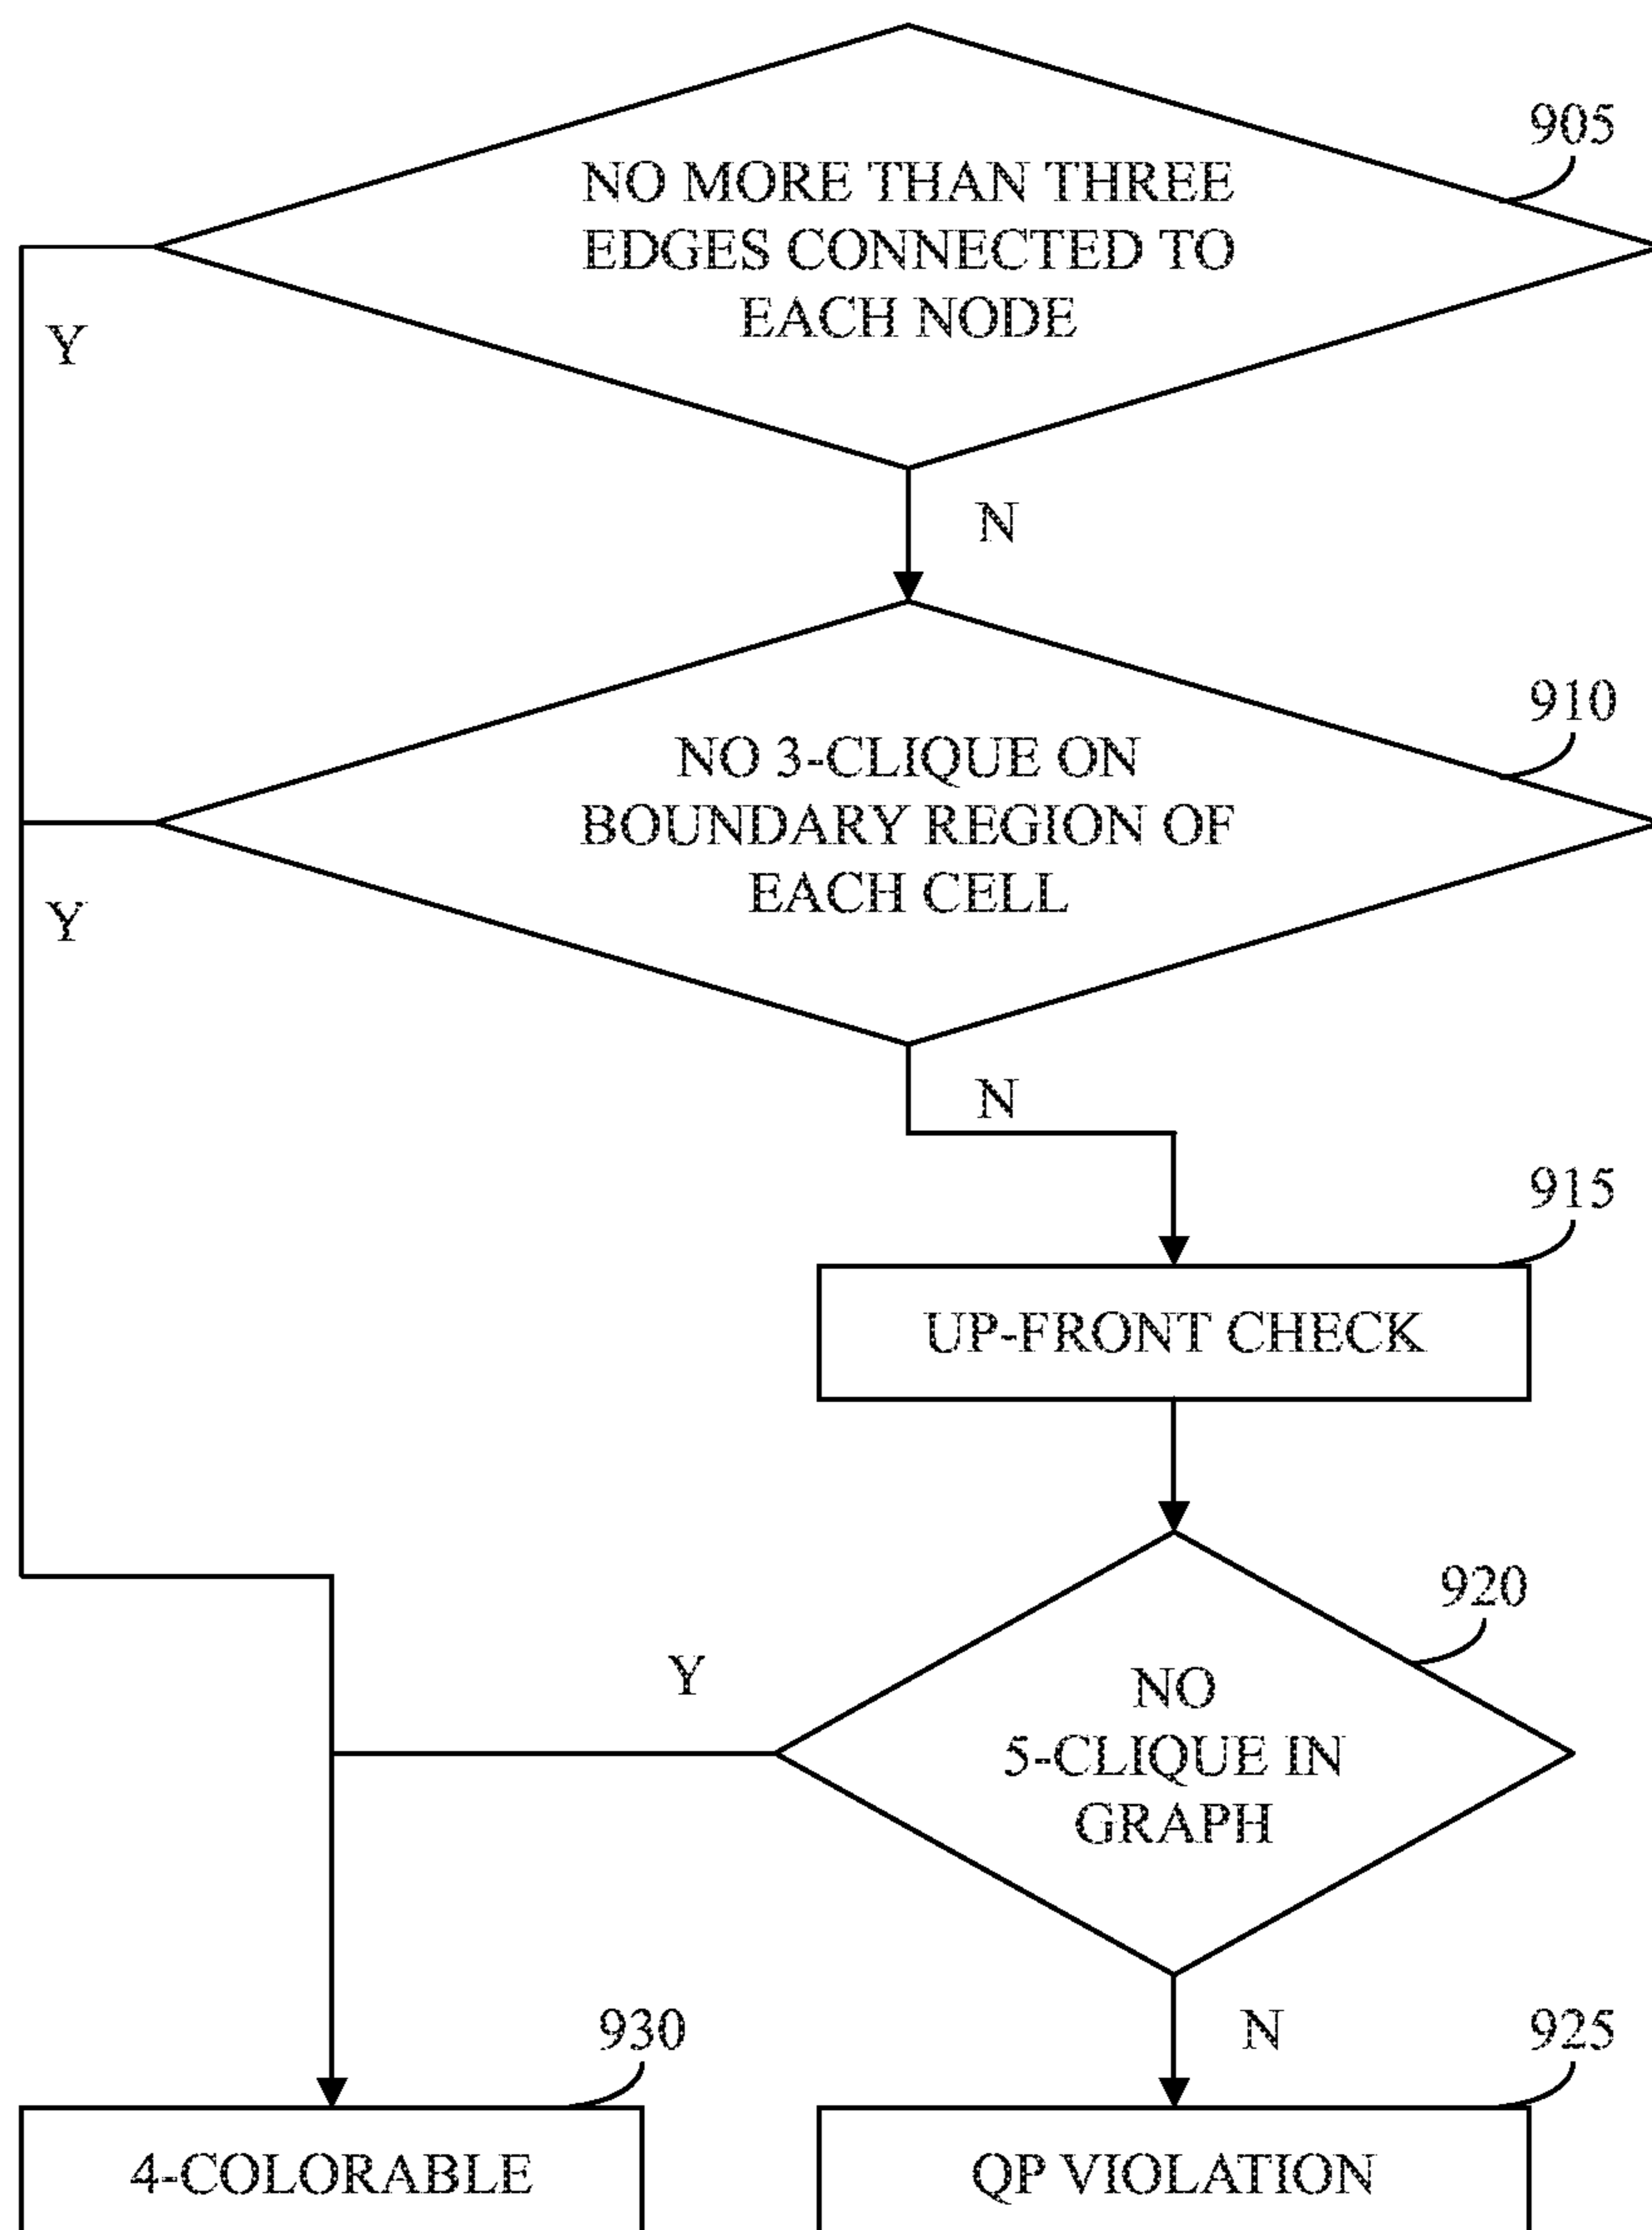 905
NO MORE THAN THREE
EDGES CONNECTED TO
EACH NODE
Y
N
910
NO 3-CLIQUE ON
BOUNDARY REGION OF
EACH CELL
Y
N
915
UP-FRONT CHECK
920
NO
5-CLIQUE IN
GRAPH
Y
N
930
4-COLORABLE
925
QP VIOLATION